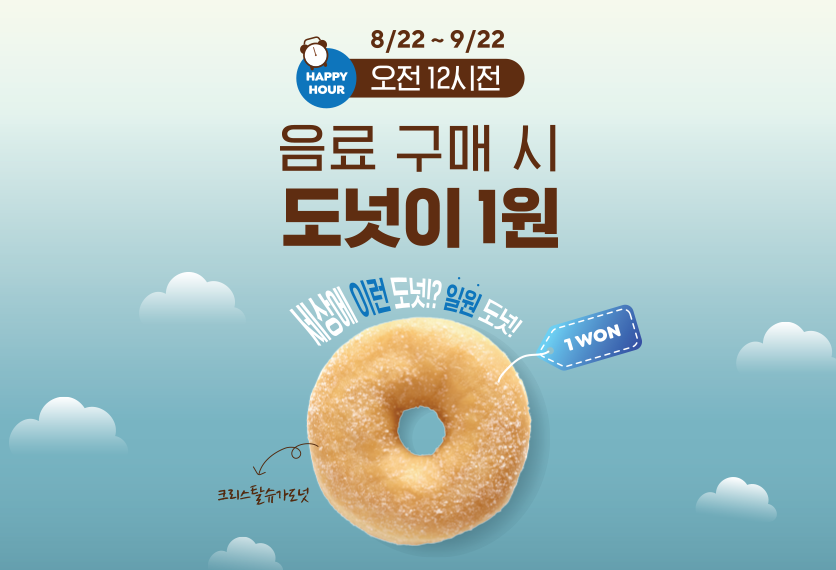 8/22 ~ 9/22
HAPPY
HOUR
오전 12시전
음료 구매 시
도넛이 1원
세상에 이런 도넛!? 일원 도넛!
1 WON
크리스탈슈가도넛